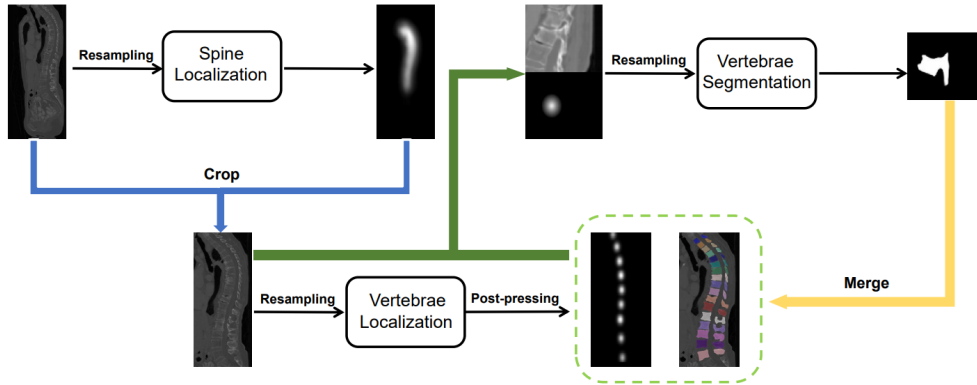 Resampling
Spine
Localization
Resampling
Vertebrae
Segmentation
Crop
Resampling
Vertebrae
Localization
Post-pressing
Merge